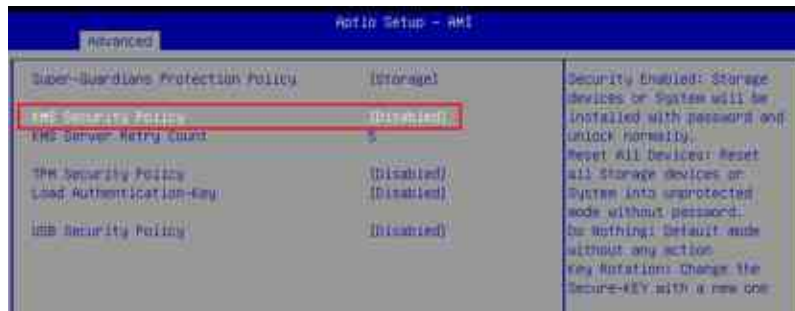 Aptio Setup - AMI
Advanced
Super-Guardians Protection Policy [Storage]
KMS Security Policy [Disabled]
KMS Server Retry Count 5
TPM Security Policy [Disabled]
Load Authentication-Key [Disabled]
USB Security Policy [Disabled]
Security Enabled: Storage
devices or System will be
installed with password and
unlock normally.
Reset All Devices: Reset
all Storage devices or
System into unprotected
mode without password.
Do Nothing: Default mode
without any action
Key Rotation: Change the
Secure-KEY with a new one